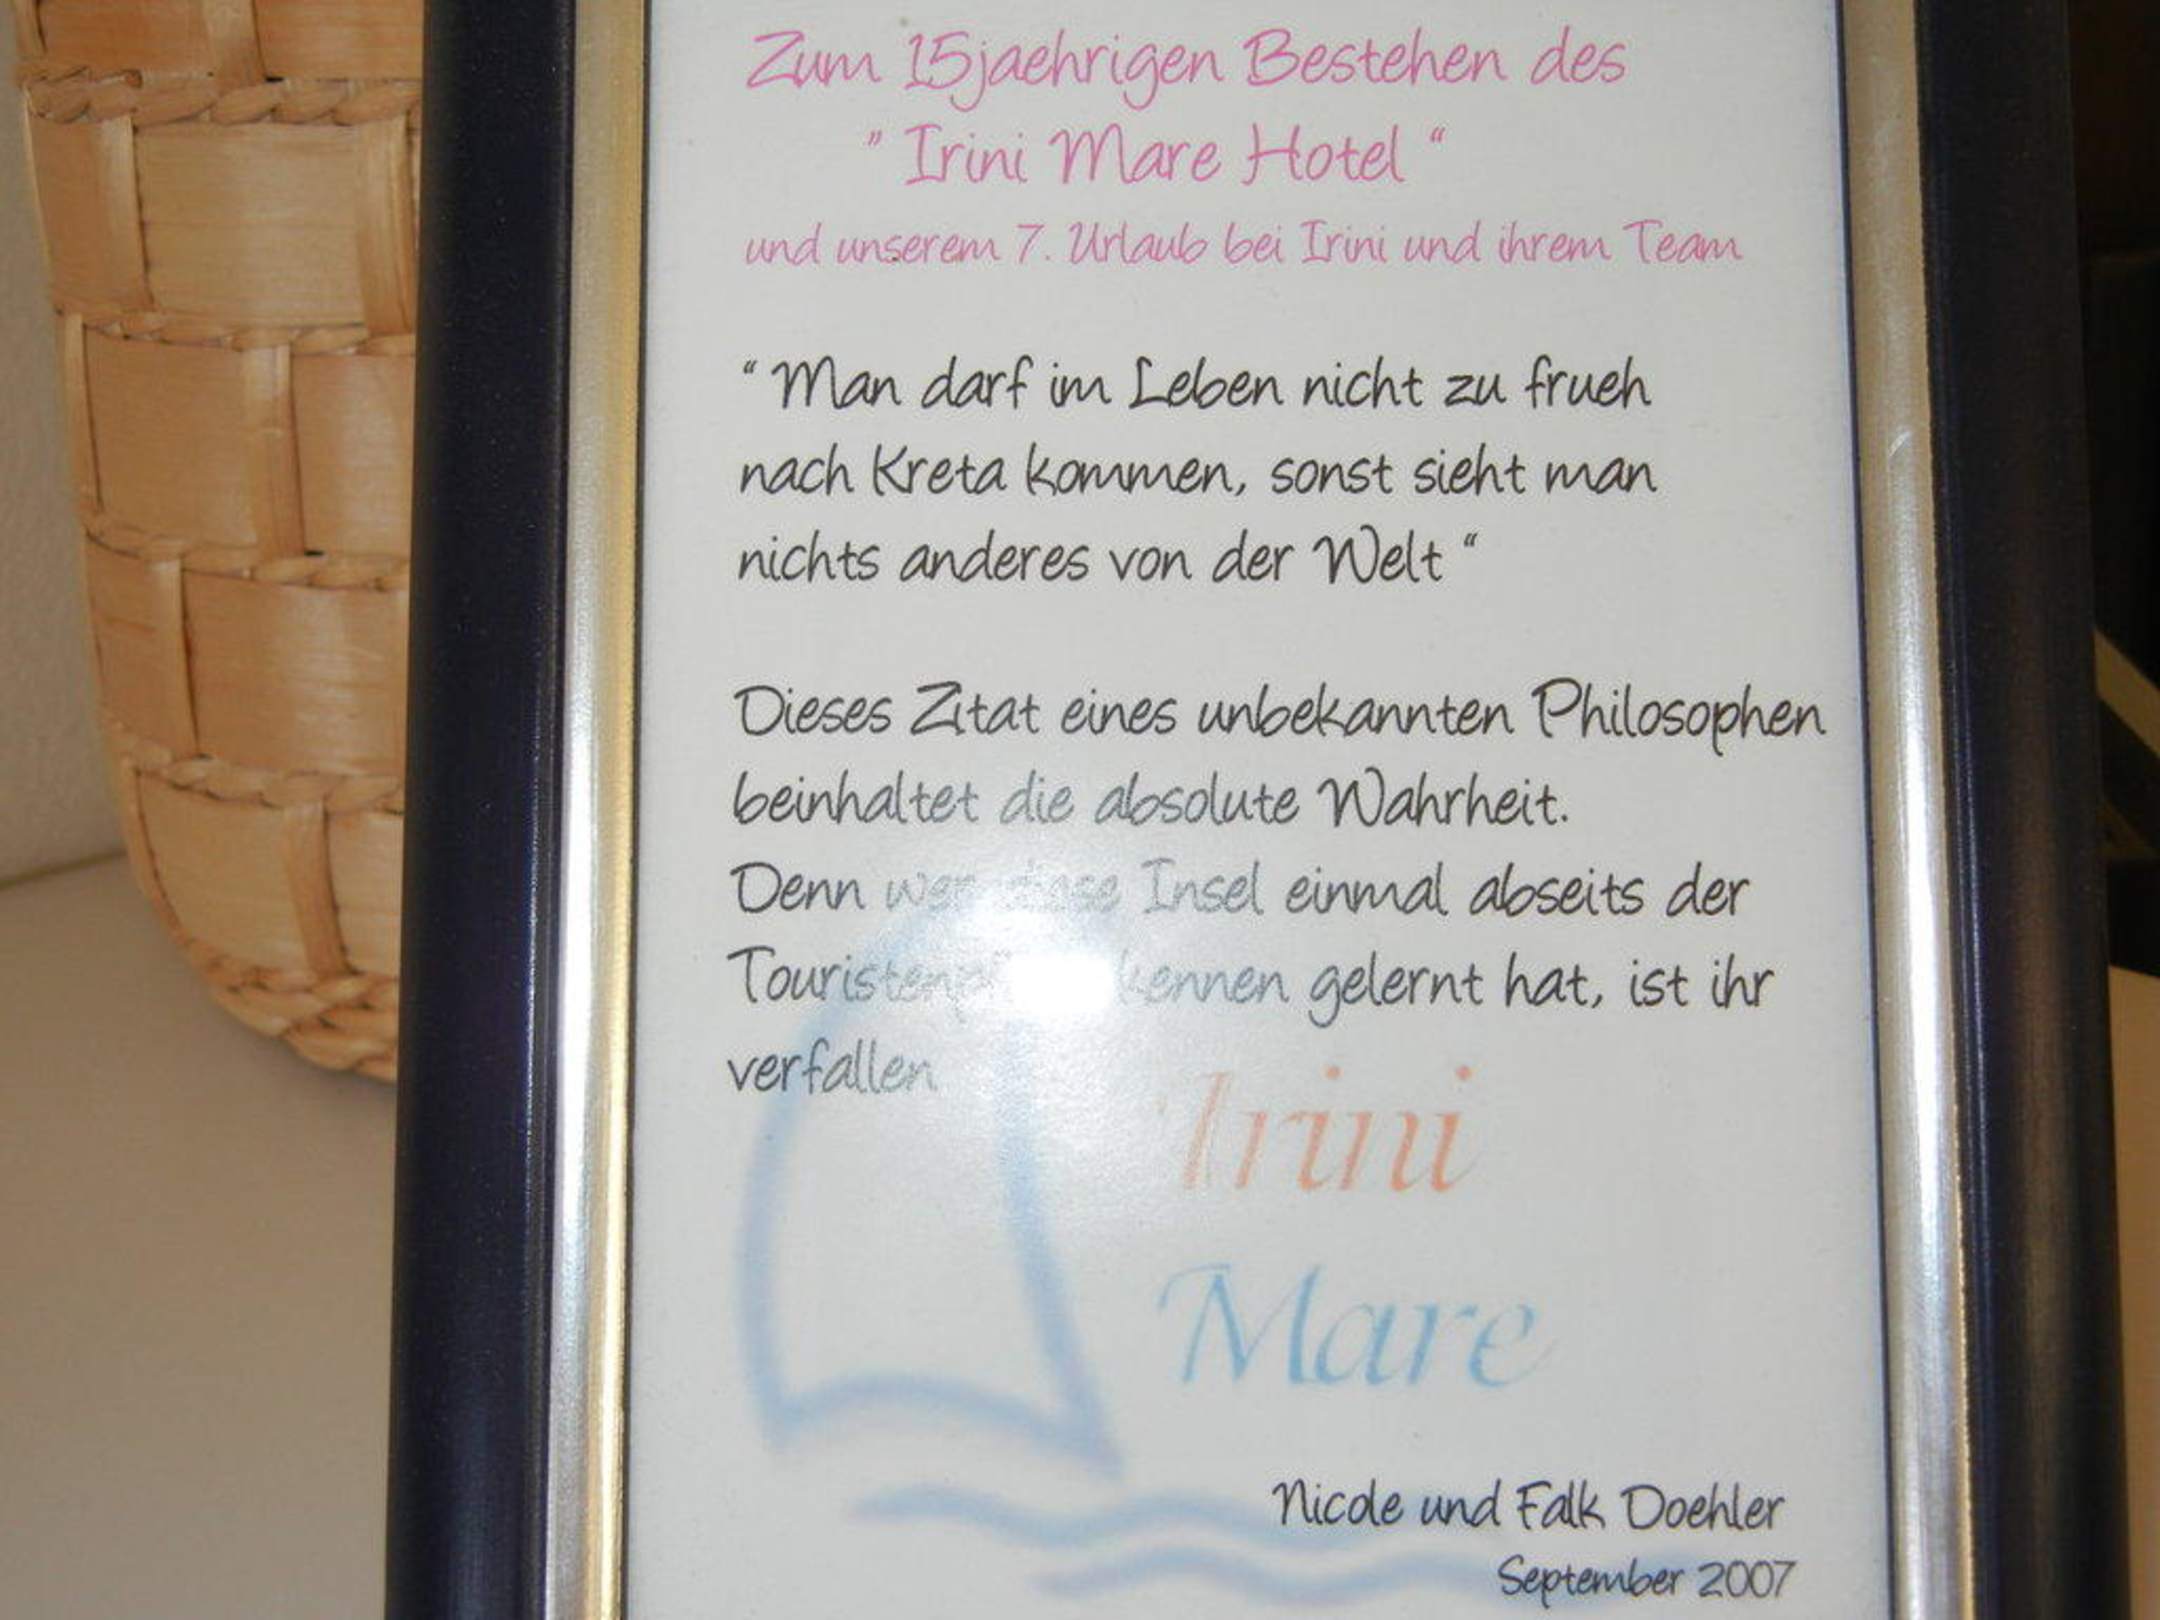 Zum 15jaehrigen Bestehen des
" Irini Mare Hotel "
und unserem 7. Urlaub bei Irini und ihrem Team
" Man darf im Leben nicht zu frueh
nach Kreta kommen, sonst sieht man
nichts anderes von der Welt "
Dieses Zitat eines unbekannten Philosophen
beinhaltet die absolute Wahrheit.
Denn wer diese Insel einmal abseits der
kennen gelernt hat, ist ihr
verfallen
Irini
Mare
Nicole und Falk Doehler
September 2007